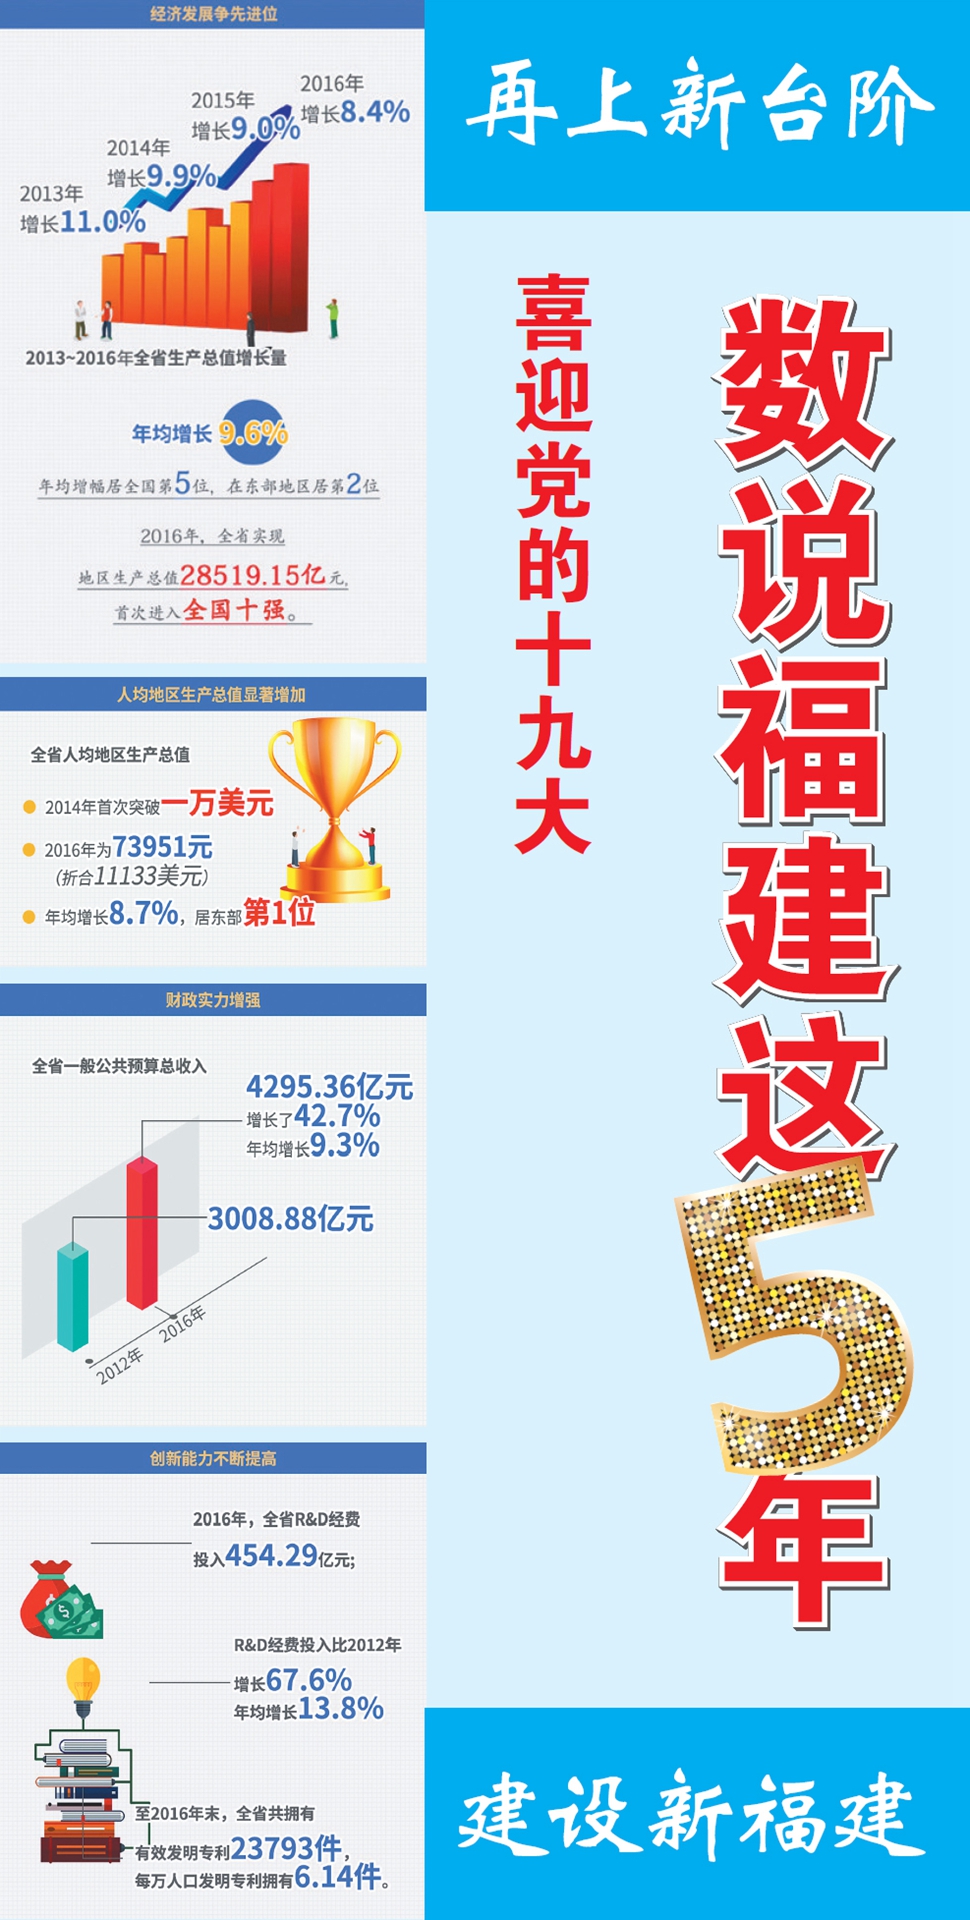 经济发展争先进位
2016年
增长8.4%
2015年
增长9.0%
2014年
增长9.9%
2013年
增长11.0%
2013~2016年全省生产总值增长量
年均增长 9.6%
年均增幅居全国第5位，在东部地区居第2位
2016年，全省实现
地区生产总值28519.15亿元，
首次进入全国十强。
人均地区生产总值显著增加
全省人均地区生产总值
2014年首次突破一万美元
2016年为73951元
（折合11133美元）
年均增长8.7%，居东部第1位
财政实力增强
全省一般公共预算总收入
4295.36亿元
增长了42.7%
年均增长9.3%
3008.88亿元
2012年
2016年
创新能力不断提高
2016年，全省R&D经费
投入454.29亿元；
R&D经费投入比2012年
增长67.6%
年均增长13.8%
至2016年末，全省共拥有
有效发明专利23793件，
每万人口发明专利拥有6.14件。
再上新台阶
数说福建这5年
喜迎党的十九大
建设新福建